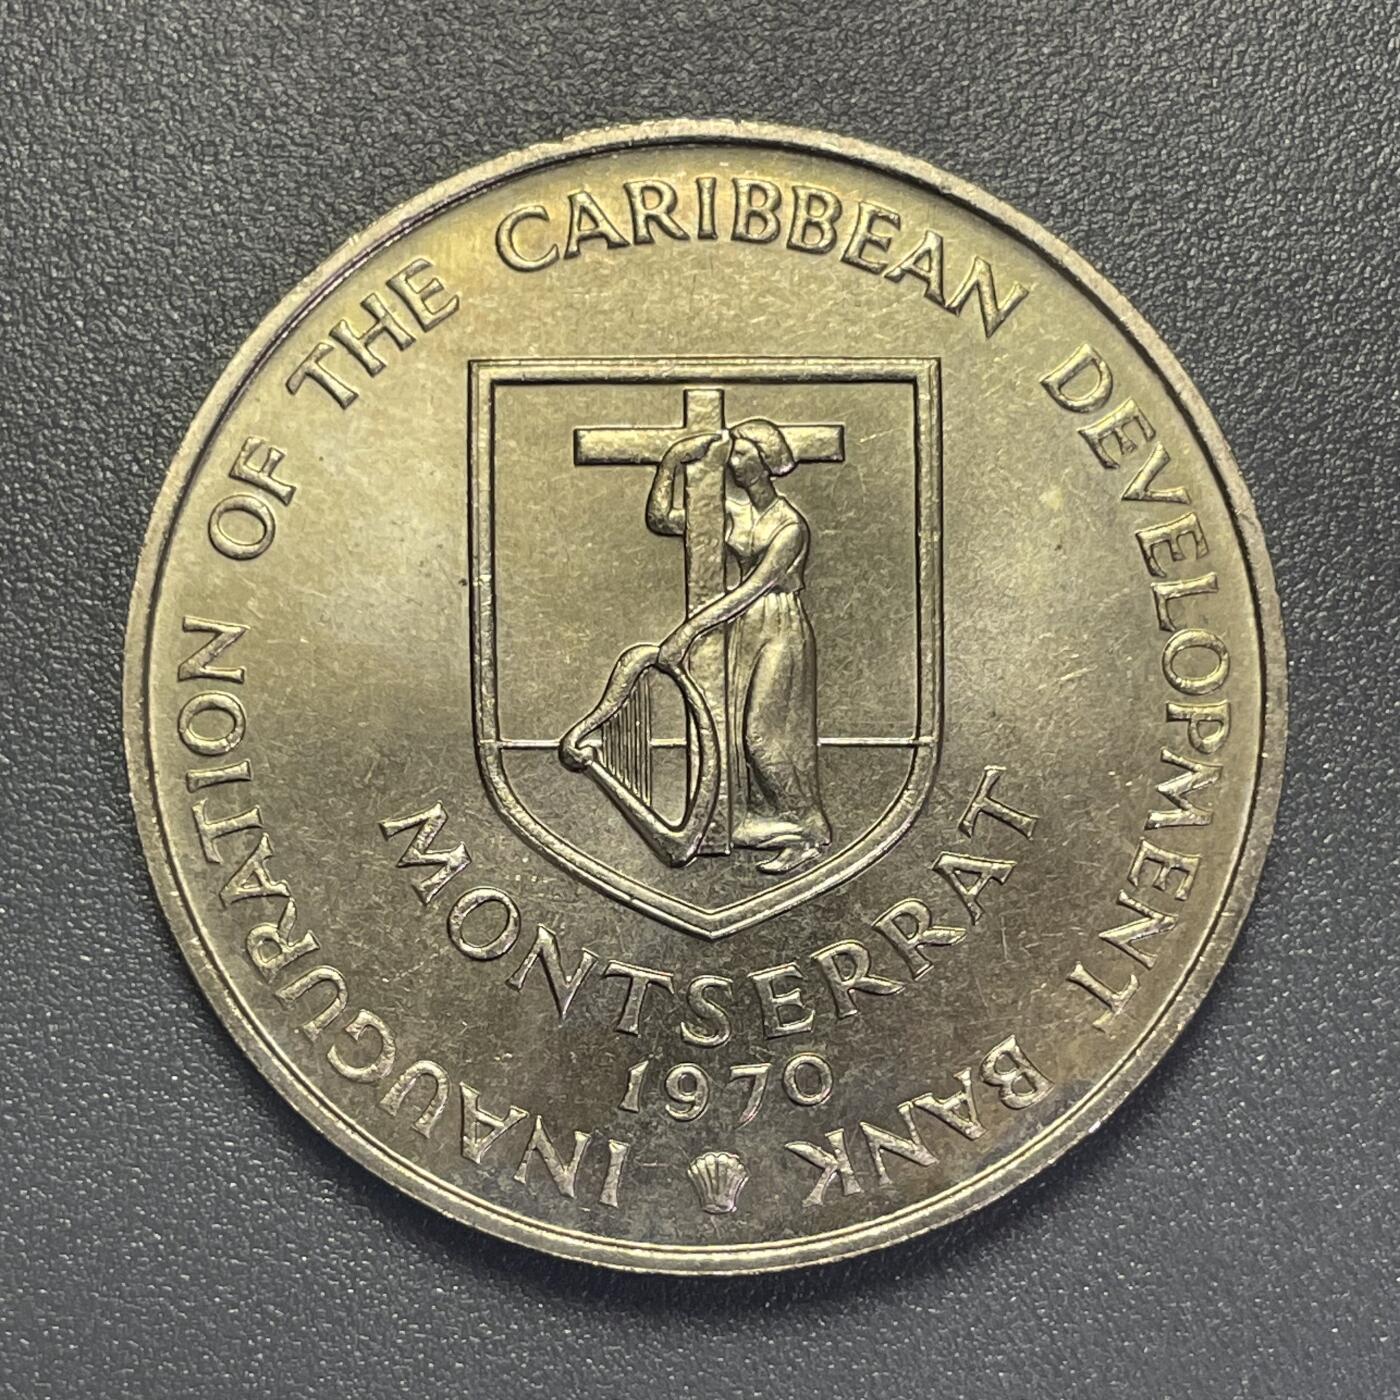 INAUGURATION OF THE CARIBBEAN DEVELOPMENT BANK
MONTSERRAT
1970